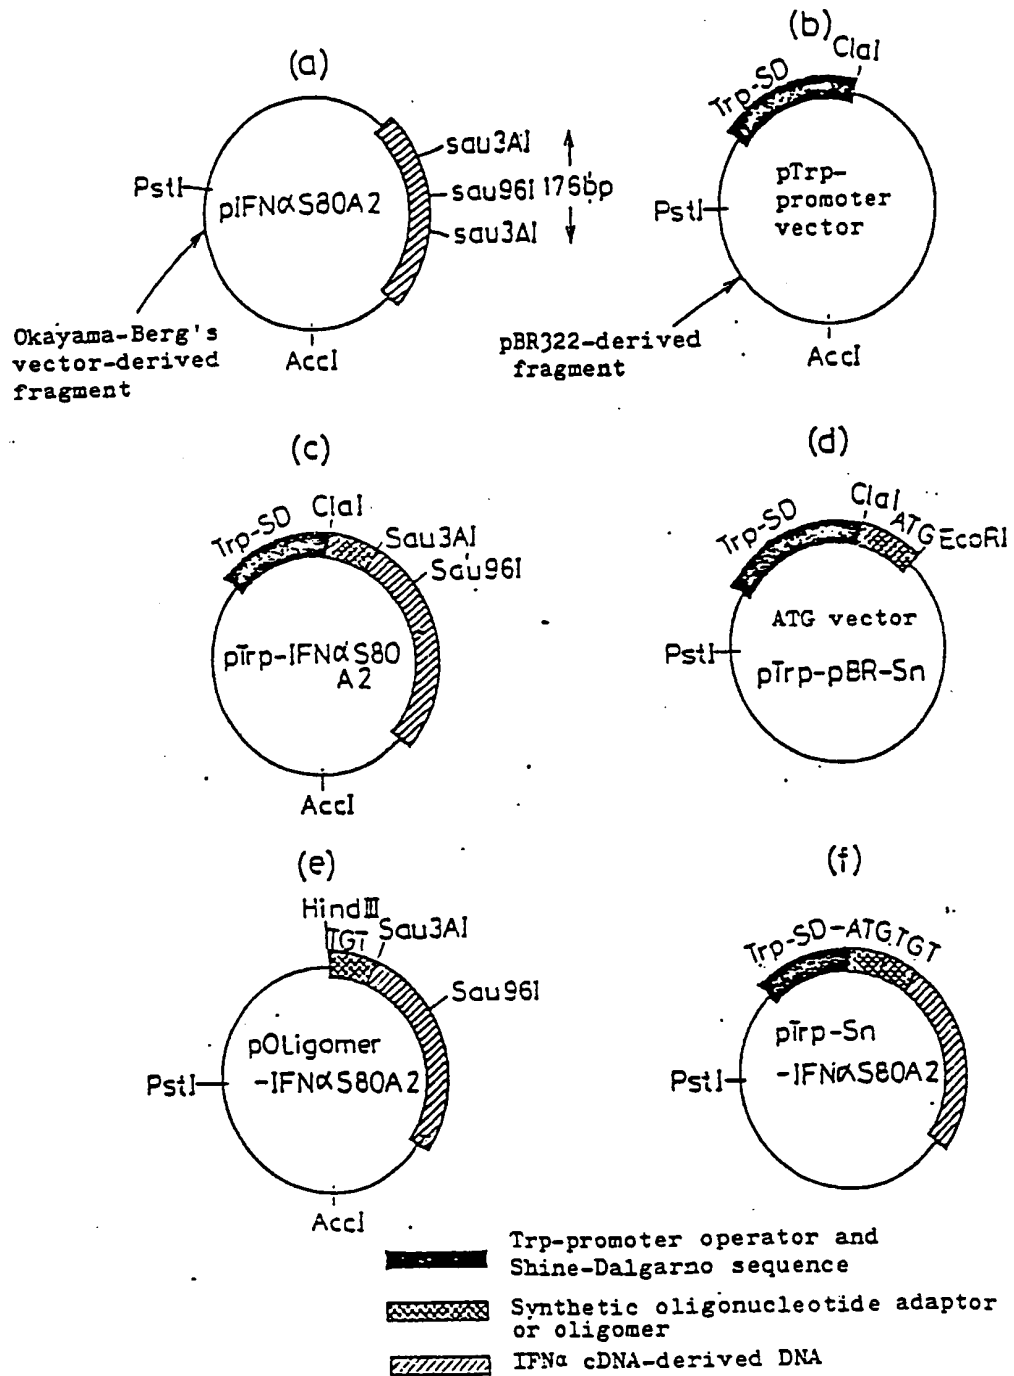 (a)
sau3AI
sau96I 175bp
sau3AI
PstI
pIFNαS80A2
Okayama-Berg's
vector-derived
fragment
AccI
(b)
ClaI
Trp-SD
pTrp-
promoter
vector
PstI
pBR322-derived
fragment
AccI
(c)
ClaI
Trp-SD
Sau3AI
Sau96I
pTrp-IFNαS80
A2
AccI
(d)
ClaI
Trp-SD
ATG
EcoRI
ATG vector
PstI
pTrp-pBR-Sn
(e)
HindIII
TGT
Sau3AI
Sau96I
pOLigomer
-IFNαS80A2
PstI
AccI
(f)
Trp-SD-ATGTGT
pTrp-Sn
-IFNαS80A2
PstI
Trp-promoter operator and
Shine-Dalgarno sequence
Synthetic oligonucleotide adaptor
or oligomer
IFNα cDNA-derived DNA